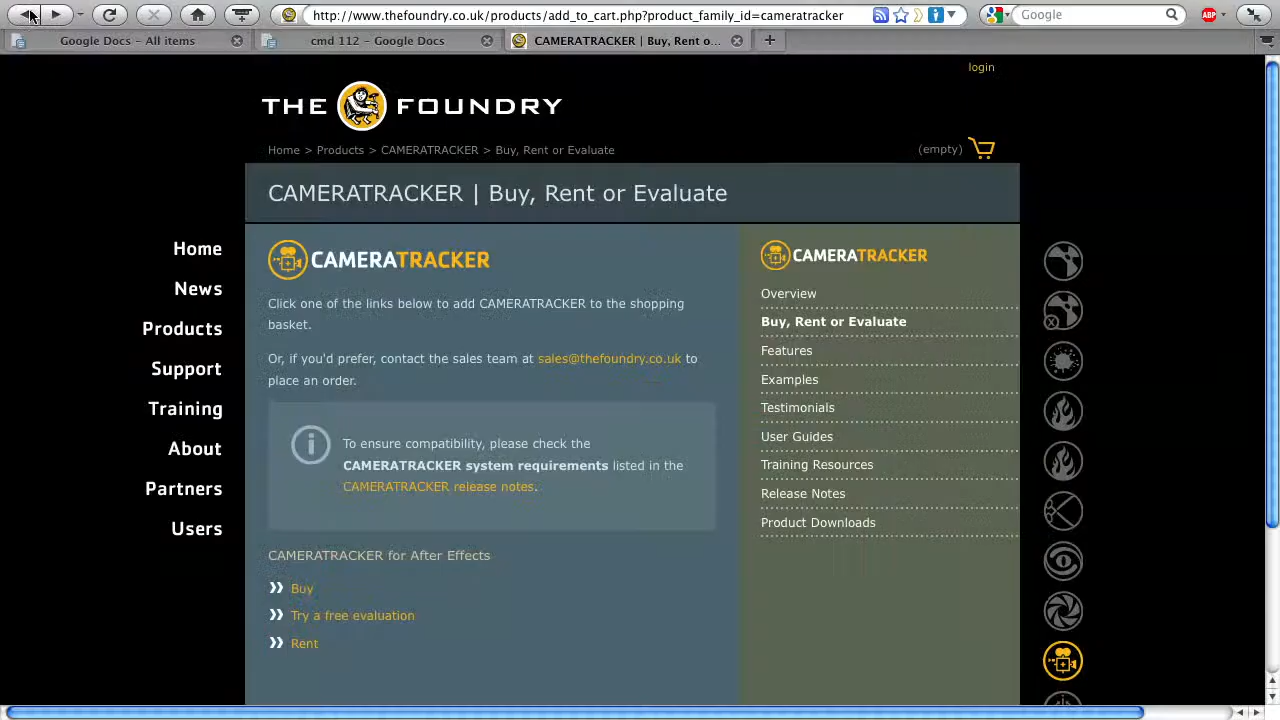 http://www.thefoundry.co.uk/products/add_to_cart.php?product_family_id=cameratracker
Google
ABP
Google Docs - All items
cmd 112 - Google Docs
CAMERATRACKER | Buy, Rent o...
login
THE FOUNDRY
Home > Products > CAMERATRACKER > Buy, Rent or Evaluate
(empty)
CAMERATRACKER | Buy, Rent or Evaluate
Home
News
Products
Support
Training
About
Partners
Users
CAMERATRACKER
Click one of the links below to add CAMERATRACKER to the shopping
basket.
Or, if you'd prefer, contact the sales team at sales@thefoundry.co.uk to
place an order.
To ensure compatibility, please check the
CAMERATRACKER system requirements listed in the
CAMERATRACKER release notes.
CAMERATRACKER for After Effects
Buy
Try a free evaluation
Rent
CAMERATRACKER
Overview
Buy, Rent or Evaluate
Features
Examples
Testimonials
User Guides
Training Resources
Release Notes
Product Downloads